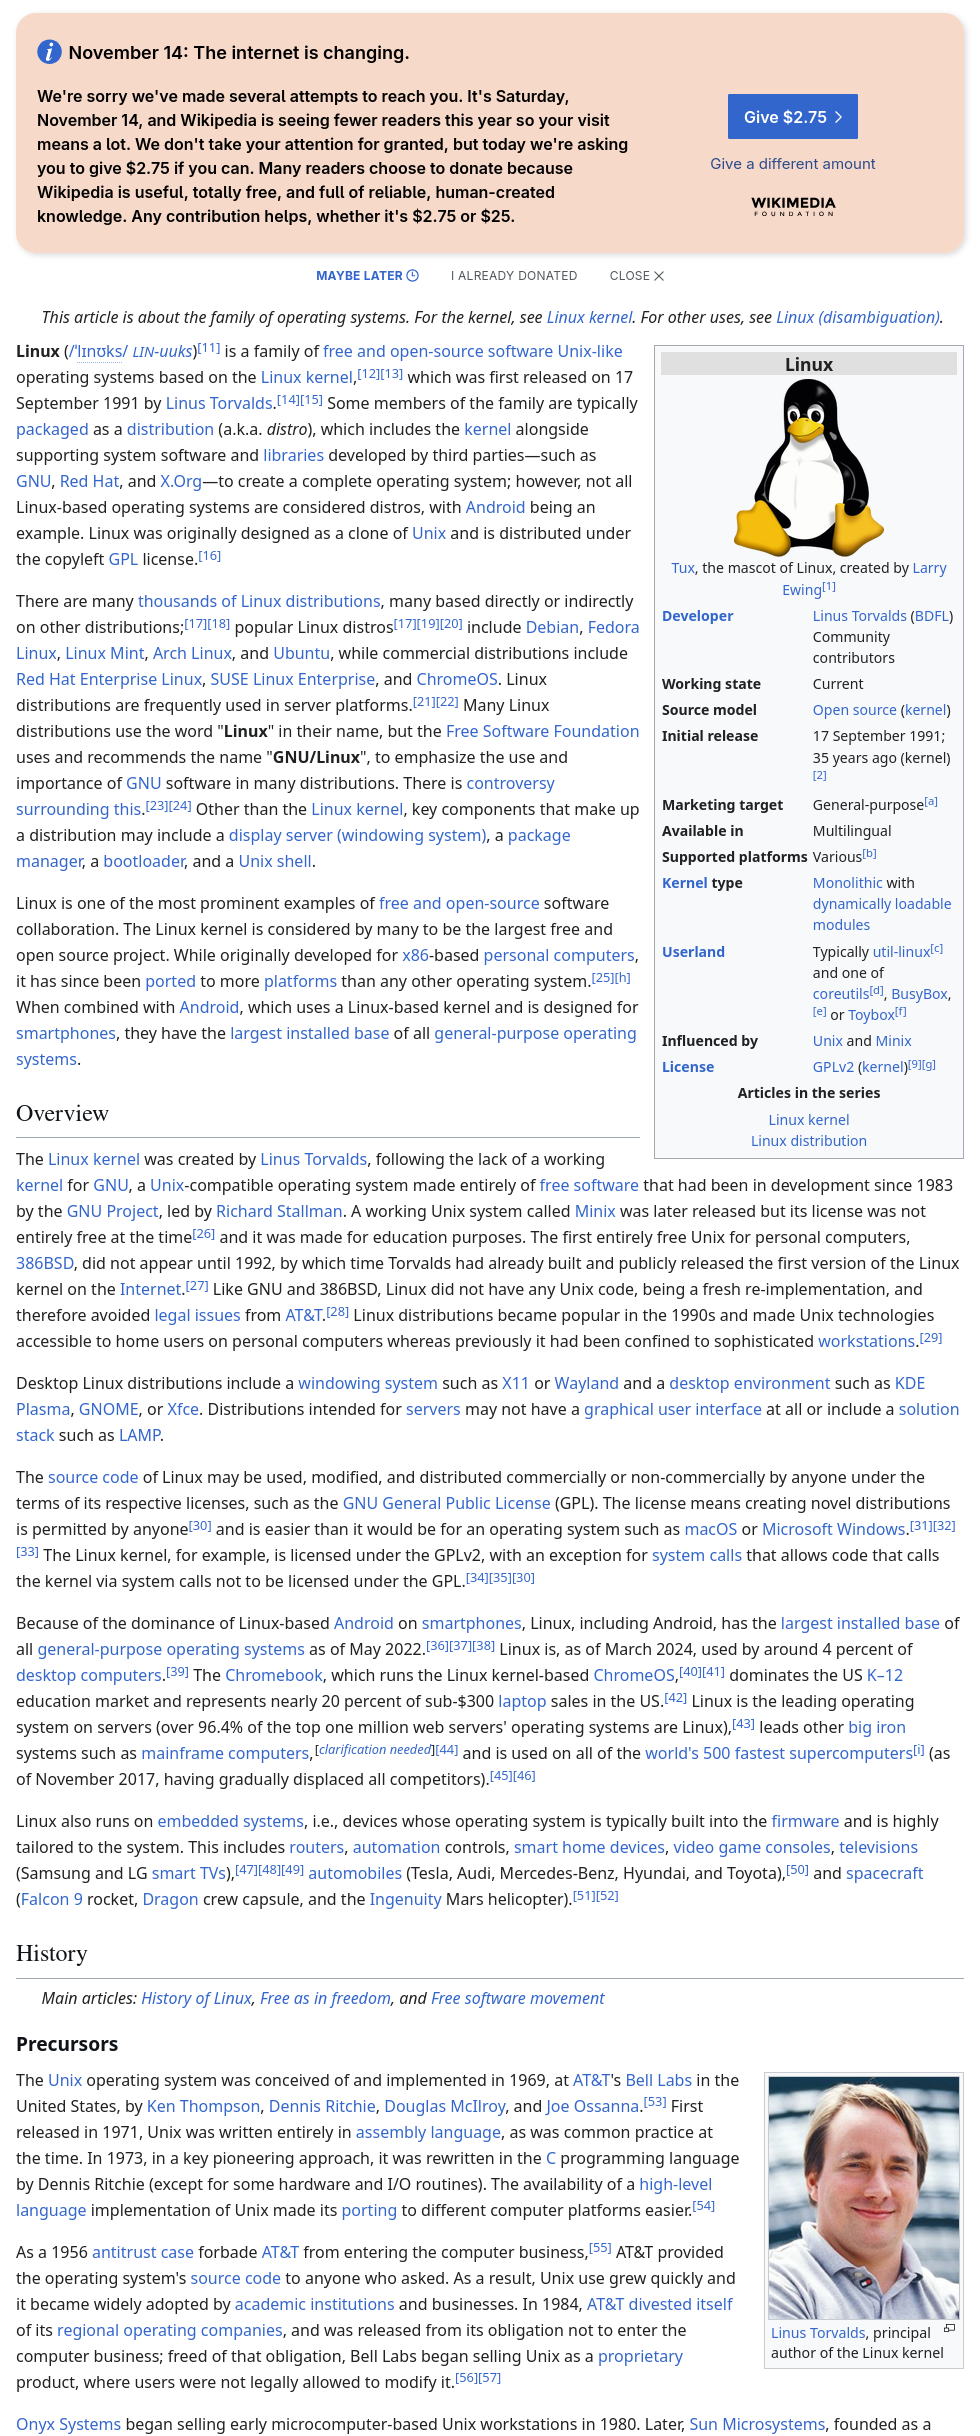 November 14: The internet is changing.
We're sorry we've made several attempts to reach you. It's Saturday,
November 14, and Wikipedia is seeing fewer readers this year so your visit
means a lot. We don't take your attention for granted, but today we're asking
you to give $2.75 if you can. Many readers choose to donate because
Wikipedia is useful, totally free, and full of reliable, human-created
knowledge. Any contribution helps, whether it's $2.75 or $25.
Give $2.75
Give a different amount
WIKIMEDIA
FOUNDATION
MAYBE LATER
I ALREADY DONATED
CLOSE
This article is about the family of operating systems. For the kernel, see Linux kernel. For other uses, see Linux (disambiguation).
Linux (/ˈlɪnʊks/ LIN-uuks)[11] is a family of free and open-source software Unix-like
operating systems based on the Linux kernel,[12][13] which was first released on 17
September 1991 by Linus Torvalds.[14][15] Some members of the family are typically
packaged as a distribution (a.k.a. distro), which includes the kernel alongside
supporting system software and libraries developed by third parties—such as
GNU, Red Hat, and X.Org—to create a complete operating system; however, not all
Linux-based operating systems are considered distros, with Android being an
example. Linux was originally designed as a clone of Unix and is distributed under
the copyleft GPL license.[16]
There are many thousands of Linux distributions, many based directly or indirectly
on other distributions;[17][18] popular Linux distros[17][19][20] include Debian, Fedora
Linux, Linux Mint, Arch Linux, and Ubuntu, while commercial distributions include
Red Hat Enterprise Linux, SUSE Linux Enterprise, and ChromeOS. Linux
distributions are frequently used in server platforms.[21][22] Many Linux
distributions use the word "Linux" in their name, but the Free Software Foundation
uses and recommends the name "GNU/Linux", to emphasize the use and
importance of GNU software in many distributions. There is controversy
surrounding this.[23][24] Other than the Linux kernel, key components that make up
a distribution may include a display server (windowing system), a package
manager, a bootloader, and a Unix shell.
Linux is one of the most prominent examples of free and open-source software
collaboration. The Linux kernel is considered by many to be the largest free and
open source project. While originally developed for x86-based personal computers,
it has since been ported to more platforms than any other operating system.[25][h]
When combined with Android, which uses a Linux-based kernel and is designed for
smartphones, they have the largest installed base of all general-purpose operating
systems.
Linux
Tux, the mascot of Linux, created by Larry
Ewing[1]
Developer Linus Torvalds (BDFL)
Community
contributors
Working state Current
Source model Open source (kernel)
Initial release 17 September 1991;
35 years ago (kernel)
[2]
Marketing target General-purpose[a]
Available in Multilingual
Supported platforms Various[b]
Kernel type Monolithic with
dynamically loadable
modules
Userland Typically util-linux[c]
and one of
coreutils[d], BusyBox,
[e] or Toybox[f]
Influenced by Unix and Minix
License GPLv2 (kernel)[9][g]
Articles in the series
Linux kernel
Linux distribution
Overview
The Linux kernel was created by Linus Torvalds, following the lack of a working
kernel for GNU, a Unix-compatible operating system made entirely of free software that had been in development since 1983
by the GNU Project, led by Richard Stallman. A working Unix system called Minix was later released but its license was not
entirely free at the time[26] and it was made for education purposes. The first entirely free Unix for personal computers,
386BSD, did not appear until 1992, by which time Torvalds had already built and publicly released the first version of the Linux
kernel on the Internet.[27] Like GNU and 386BSD, Linux did not have any Unix code, being a fresh re-implementation, and
therefore avoided legal issues from AT&T.[28] Linux distributions became popular in the 1990s and made Unix technologies
accessible to home users on personal computers whereas previously it had been confined to sophisticated workstations.[29]
Desktop Linux distributions include a windowing system such as X11 or Wayland and a desktop environment such as KDE
Plasma, GNOME, or Xfce. Distributions intended for servers may not have a graphical user interface at all or include a solution
stack such as LAMP.
The source code of Linux may be used, modified, and distributed commercially or non-commercially by anyone under the
terms of its respective licenses, such as the GNU General Public License (GPL). The license means creating novel distributions
is permitted by anyone[30] and is easier than it would be for an operating system such as macOS or Microsoft Windows.[31][32]
[33] The Linux kernel, for example, is licensed under the GPLv2, with an exception for system calls that allows code that calls
the kernel via system calls not to be licensed under the GPL.[34][35][30]
Because of the dominance of Linux-based Android on smartphones, Linux, including Android, has the largest installed base of
all general-purpose operating systems as of May 2022.[36][37][38] Linux is, as of March 2024, used by around 4 percent of
desktop computers.[39] The Chromebook, which runs the Linux kernel-based ChromeOS,[40][41] dominates the US K–12
education market and represents nearly 20 percent of sub-$300 laptop sales in the US.[42] Linux is the leading operating
system on servers (over 96.4% of the top one million web servers' operating systems are Linux),[43] leads other big iron
systems such as mainframe computers,[clarification needed][44] and is used on all of the world's 500 fastest supercomputers[i] (as
of November 2017, having gradually displaced all competitors).[45][46]
Linux also runs on embedded systems, i.e., devices whose operating system is typically built into the firmware and is highly
tailored to the system. This includes routers, automation controls, smart home devices, video game consoles, televisions
(Samsung and LG smart TVs),[47][48][49] automobiles (Tesla, Audi, Mercedes-Benz, Hyundai, and Toyota),[50] and spacecraft
(Falcon 9 rocket, Dragon crew capsule, and the Ingenuity Mars helicopter).[51][52]
History
Main articles: History of Linux, Free as in freedom, and Free software movement
Precursors
The Unix operating system was conceived of and implemented in 1969, at AT&T's Bell Labs in the
United States, by Ken Thompson, Dennis Ritchie, Douglas McIlroy, and Joe Ossanna.[53] First
released in 1971, Unix was written entirely in assembly language, as was common practice at
the time. In 1973, in a key pioneering approach, it was rewritten in the C programming language
by Dennis Ritchie (except for some hardware and I/O routines). The availability of a high-level
language implementation of Unix made its porting to different computer platforms easier.[54]
As a 1956 antitrust case forbade AT&T from entering the computer business,[55] AT&T provided
the operating system's source code to anyone who asked. As a result, Unix use grew quickly and
it became widely adopted by academic institutions and businesses. In 1984, AT&T divested itself
of its regional operating companies, and was released from its obligation not to enter the
computer business; freed of that obligation, Bell Labs began selling Unix as a proprietary
product, where users were not legally allowed to modify it.[56][57]
Linus Torvalds, principal
author of the Linux kernel
Onyx Systems began selling early microcomputer-based Unix workstations in 1980. Later, Sun Microsystems, founded as a